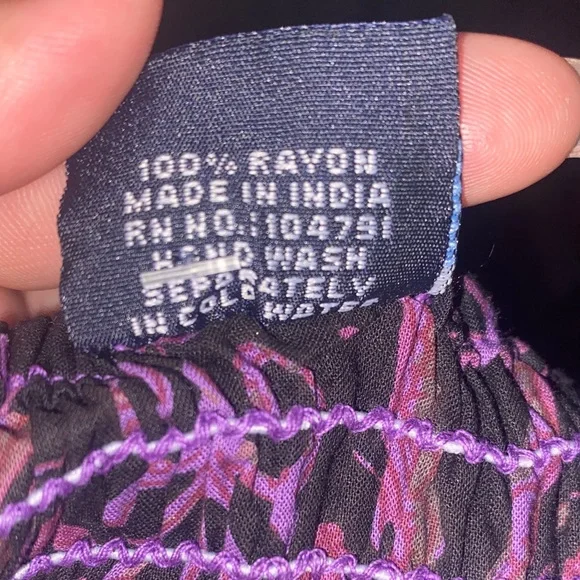 100% RAYON
MADE IN INDIA
RN NO.: 104791
HAND WASH
SEPARATELY
IN COLD WATER